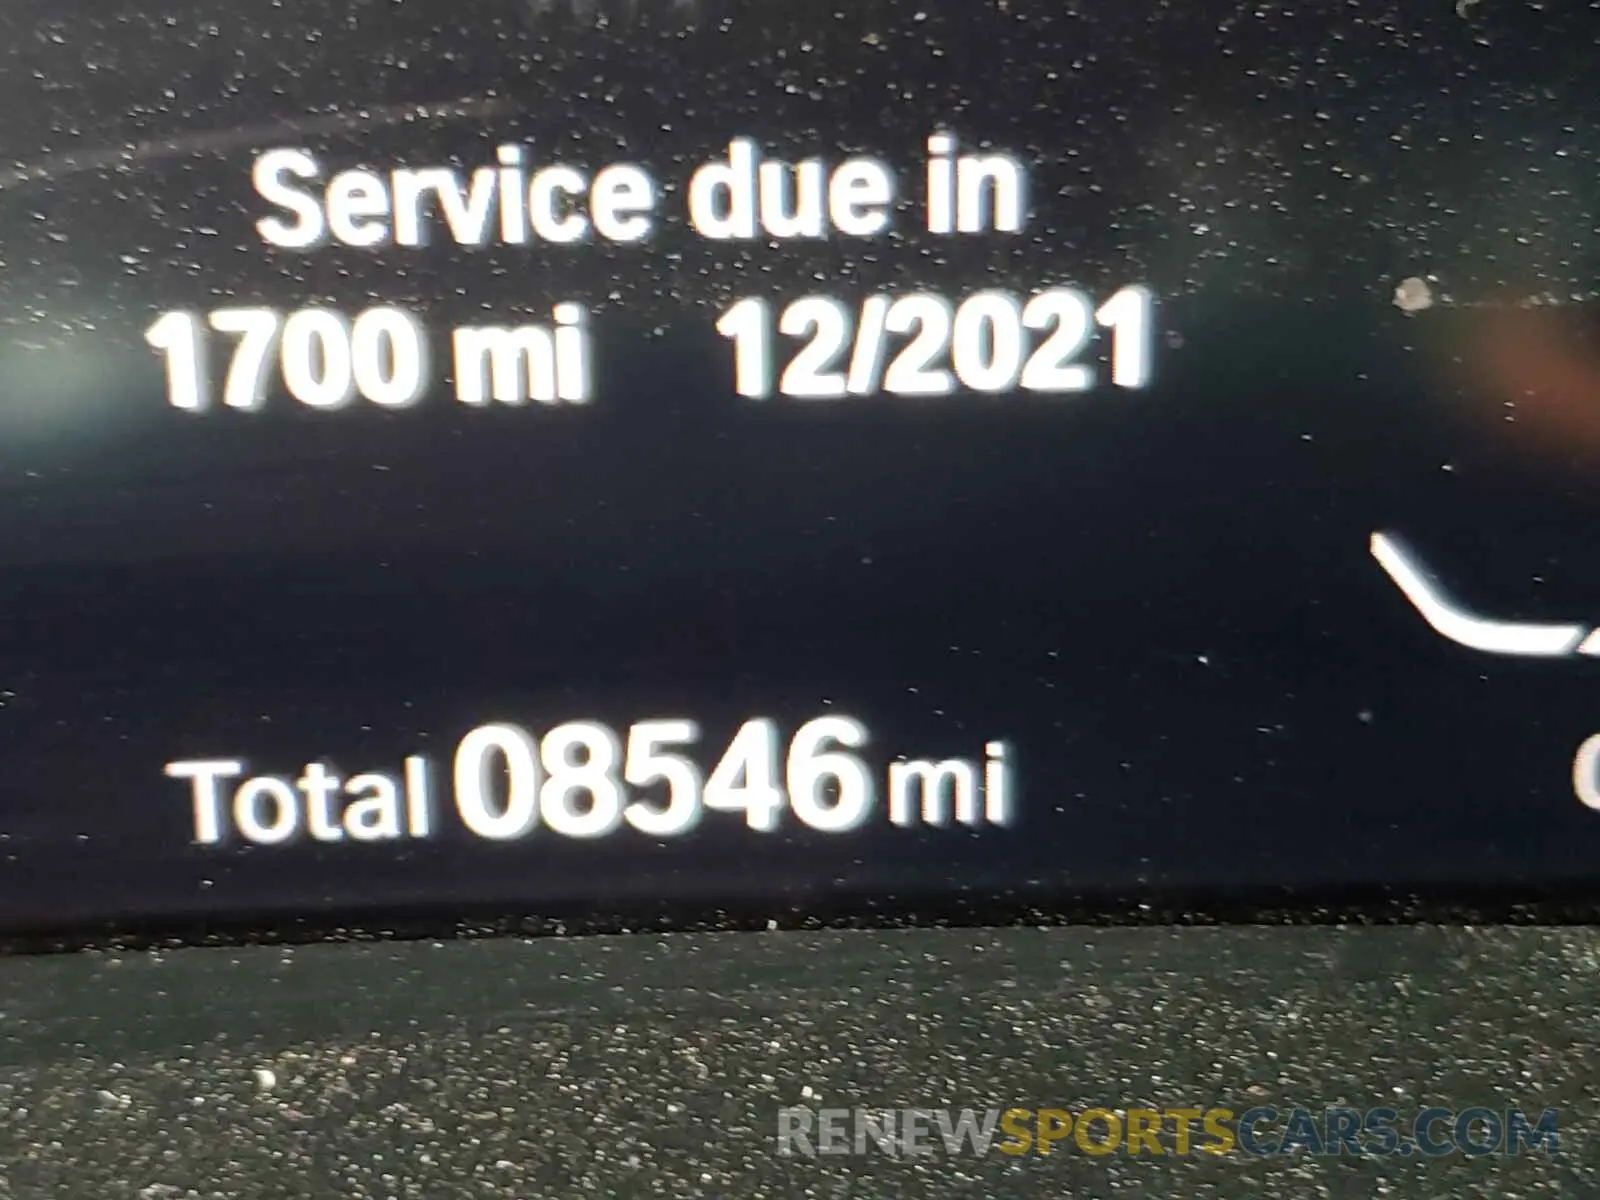 Service due in
1700 mi 12/2021
Total 08546 mi
RENEWSPORTSCARS.COM